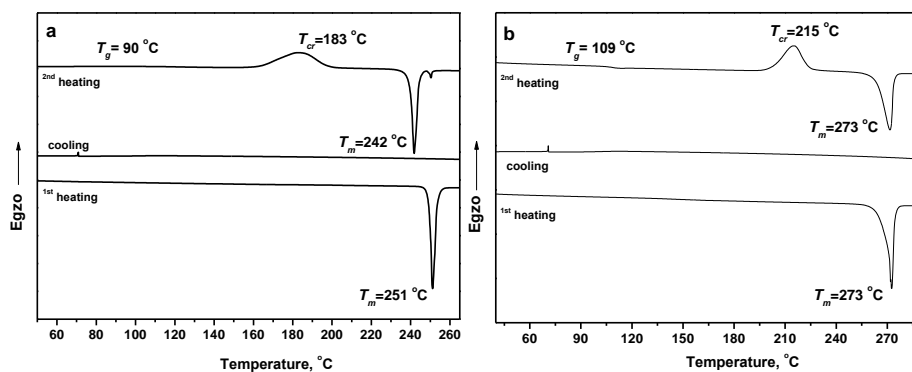 a
T_g = 90 °C
T_cr=183 °C
2nd heating
T_m=242 °C
cooling
1st heating
T_m=251 °C
Egzo
60 80 100 120 140 160 180 200 220 240 260
Temperature, °C
b
T_g = 109 °C
T_cr=215 °C
2nd heating
T_m=273 °C
cooling
1st heating
T_m=273 °C
Egzo
60 90 120 150 180 210 240 270
Temperature, °C